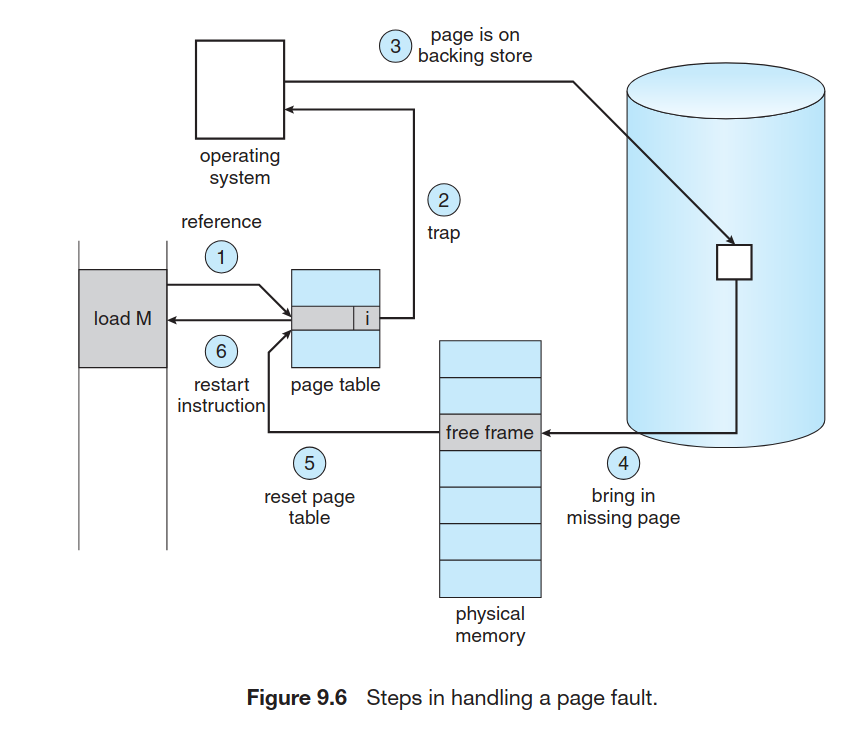 3
page is on
backing store
operating
system
2
trap
reference
1
load M
i
6
restart
instruction
page table
free frame
5
reset page
table
4
bring in
missing page
physical
memory
Figure 9.6 Steps in handling a page fault.